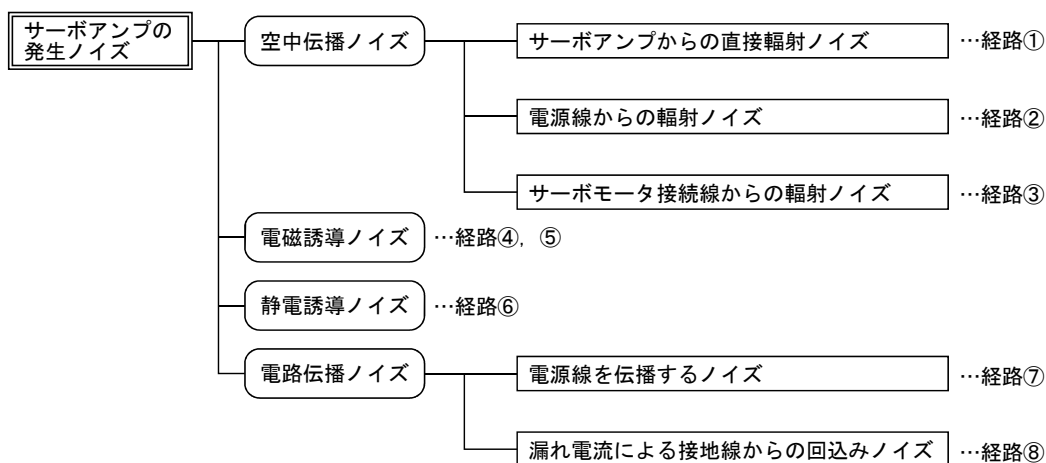 サーボアンプの
発生ノイズ
空中伝播ノイズ
サーボアンプからの直接輻射ノイズ …経路①
電源線からの輻射ノイズ …経路②
サーボモータ接続線からの輻射ノイズ …経路③
電磁誘導ノイズ …経路④，⑤
静電誘導ノイズ …経路⑥
電路伝播ノイズ
電源線を伝播するノイズ …経路⑦
漏れ電流による接地線からの回込みノイズ …経路⑧